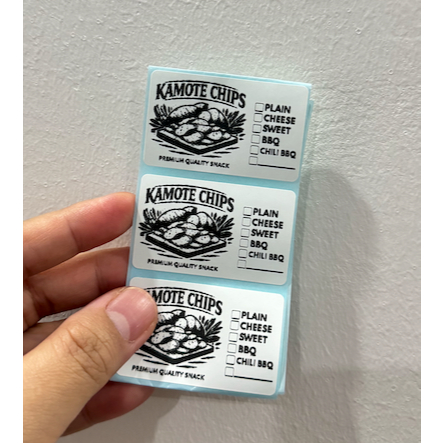 KAMOTE CHIPS
PREMIUM QUALITY SNACK
PLAIN
CHEESE
SWEET
BBQ
CHILI BBQ
KAMOTE CHIPS
PREMIUM QUALITY SNACK
PLAIN
CHEESE
SWEET
BBQ
CHILI BBQ
KAMOTE CHIPS
PREMIUM QUALITY SNACK
PLAIN
CHEESE
SWEET
BBQ
CHILI BBQ